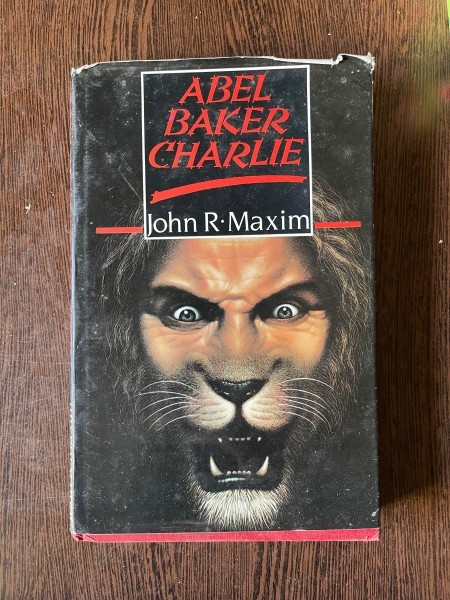 ABEL
BAKER
CHARLIE
John R·Maxim